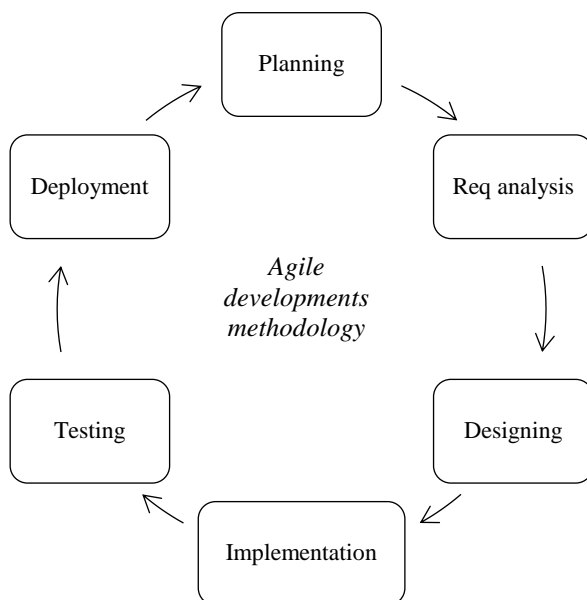 Planning
Deployment
Req analysis
Agile
developments
methodology
Testing
Designing
Implementation